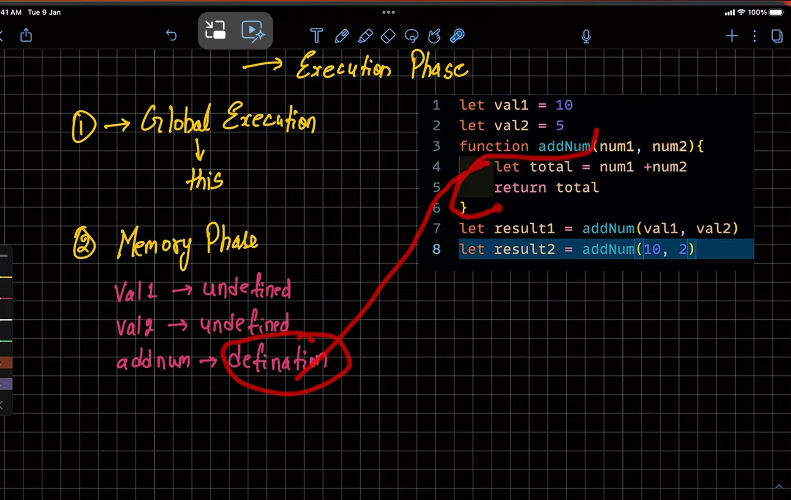 41 AM Tue 9 Jan
100%
→ Execution Phase
① → Global Execution
↓
this
② Memory Phase
val1 → undefined
val2 → undefined
addnum → defination
1 let val1 = 10
2 let val2 = 5
3 function addNum(num1, num2){
4 let total = num1 +num2
5 return total
6 }
7 let result1 = addNum(val1, val2)
8 let result2 = addNum(10, 2)